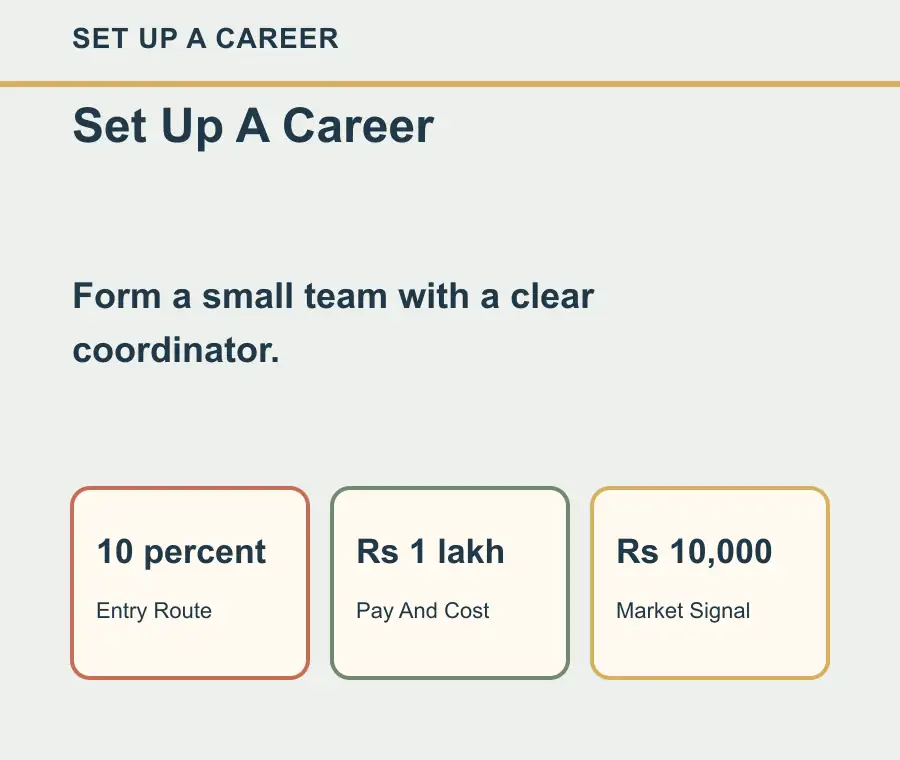 SET UP A CAREER
Set Up A Career
Form a small team with a clear
coordinator.
10 percent
Entry Route
Rs 1 lakh
Pay And Cost
Rs 10,000
Market Signal